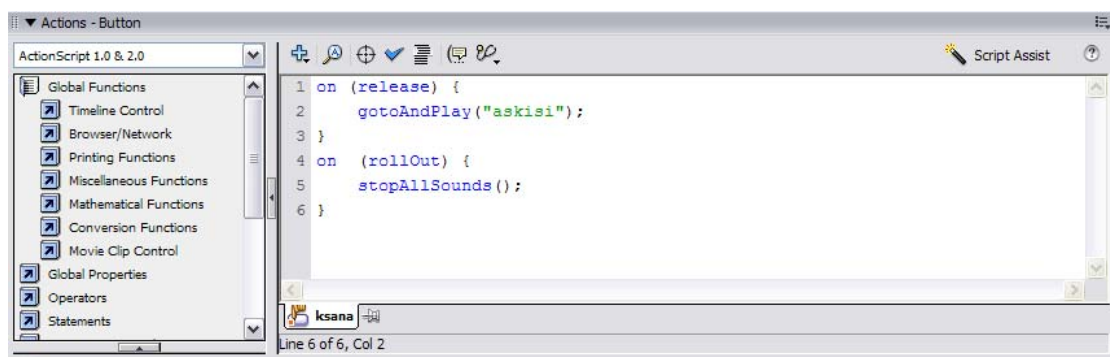 Actions - Button
ActionScript 1.0 & 2.0
Global Functions
Timeline Control
Browser/Network
Printing Functions
Miscellaneous Functions
Mathematical Functions
Conversion Functions
Movie Clip Control
Global Properties
Operators
Statements
Script Assist
1 on (release) {
2 gotoAndPlay("askisi");
3 }
4 on (rollOut) {
5 stopAllSounds();
6 }
ksana
Line 6 of 6, Col 2